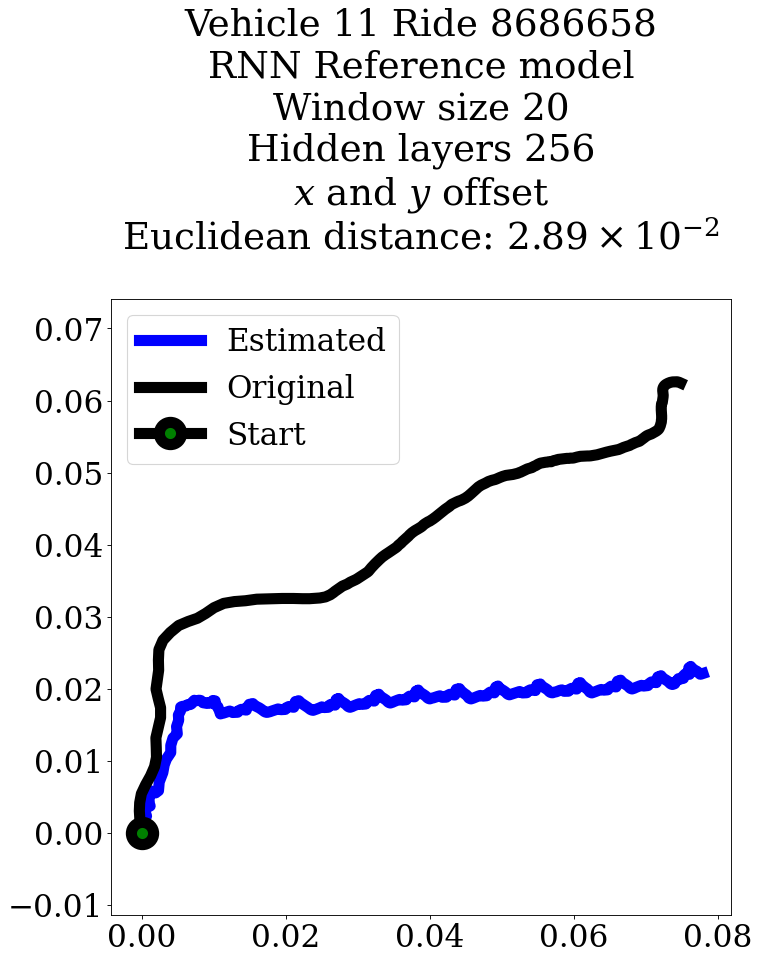 Vehicle 11 Ride 8686658
RNN Reference model
Window size 20
Hidden layers 256
x and y offset
Euclidean distance: 2.89 × 10⁻²
Estimated
Original
Start
0.07
0.06
0.05
0.04
0.03
0.02
0.01
0.00
−0.01
0.00 0.02 0.04 0.06 0.08